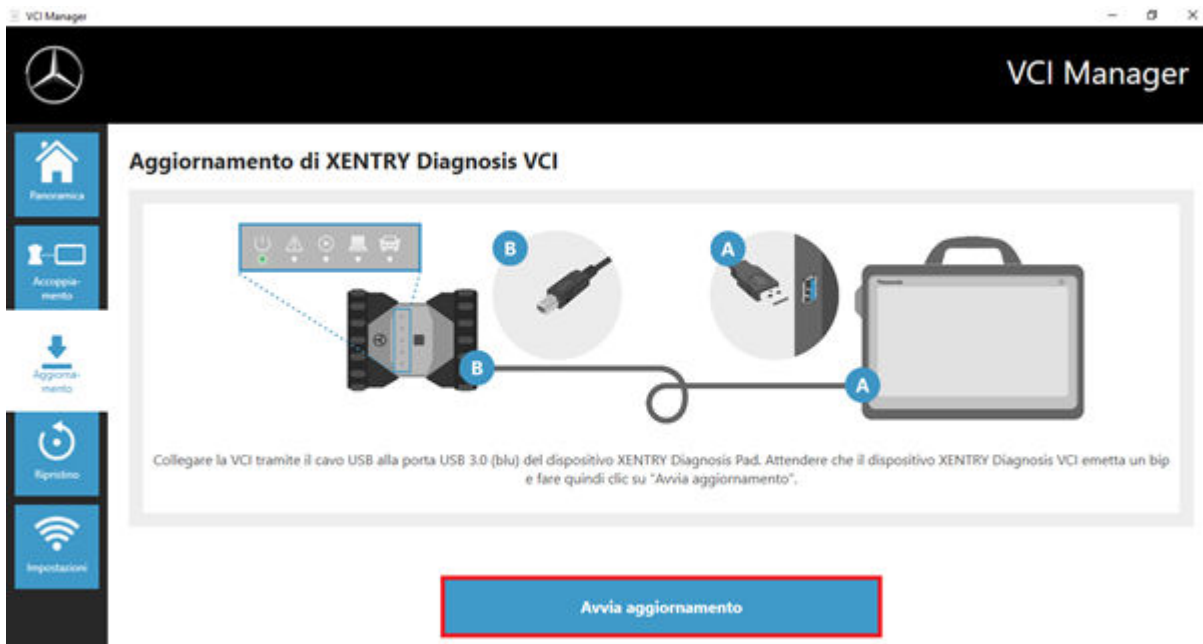 VCI Manager
VCI Manager
Panoramica
Accoppia-
mento
Aggiorna-
mento
Ripristino
Impostazioni
Aggiornamento di XENTRY Diagnosis VCI
B
A
Panasonic
B
A
Collegare la VCI tramite il cavo USB alla porta USB 3.0 (blu) del dispositivo XENTRY Diagnosis Pad. Attendere che il dispositivo XENTRY Diagnosis VCI emetta un bip
e fare quindi clic su "Avvia aggiornamento".
Avvia aggiornamento